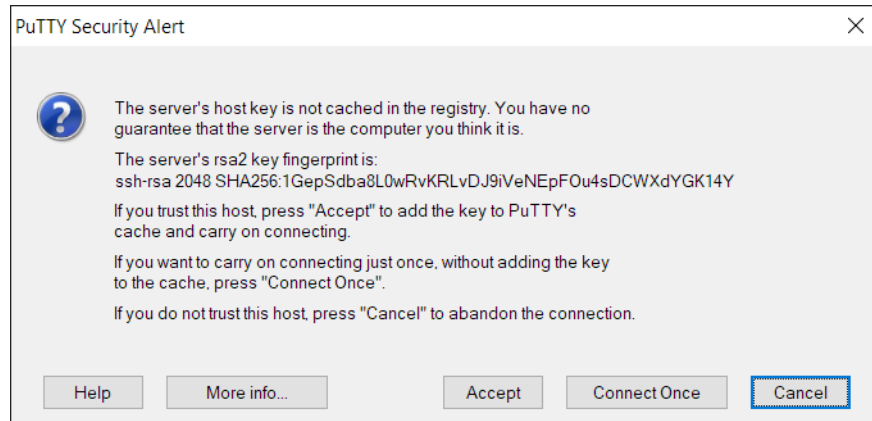 PuTTY Security Alert
The server's host key is not cached in the registry. You have no
guarantee that the server is the computer you think it is.
The server's rsa2 key fingerprint is:
ssh-rsa 2048 SHA256:1GepSdba8L0wRvKRLvDJ9iVeNEpFOu4sDCWXdYGK14Y
If you trust this host, press "Accept" to add the key to PuTTY's
cache and carry on connecting.
If you want to carry on connecting just once, without adding the key
to the cache, press "Connect Once".
If you do not trust this host, press "Cancel" to abandon the connection.
Help More info... Accept Connect Once Cancel